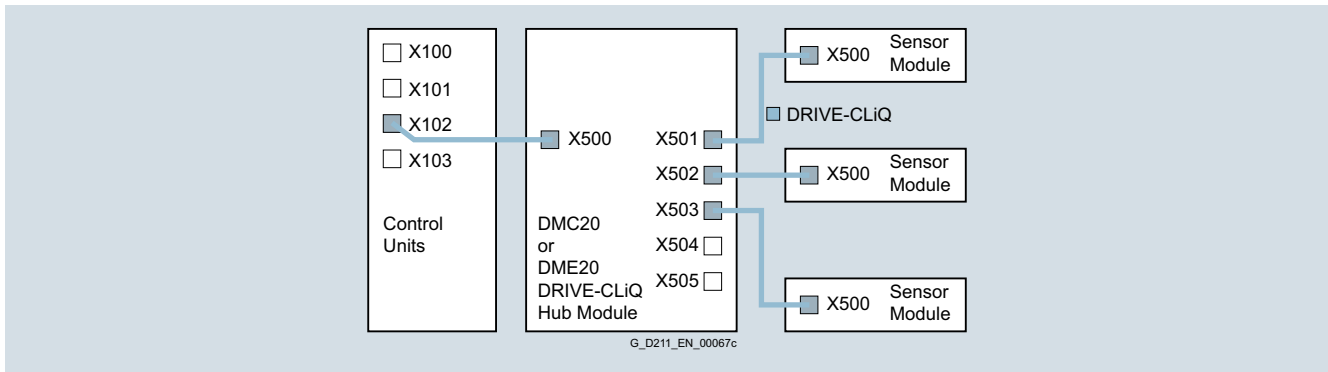 X100
X101
X102
X103
Control
Units
X500
X501
X502
X503
X504
X505
DMC20
or
DME20
DRIVE-CLiQ
Hub Module
X500
Sensor
Module
DRIVE-CLiQ
X500
Sensor
Module
X500
Sensor
Module
G_D211_EN_00067c